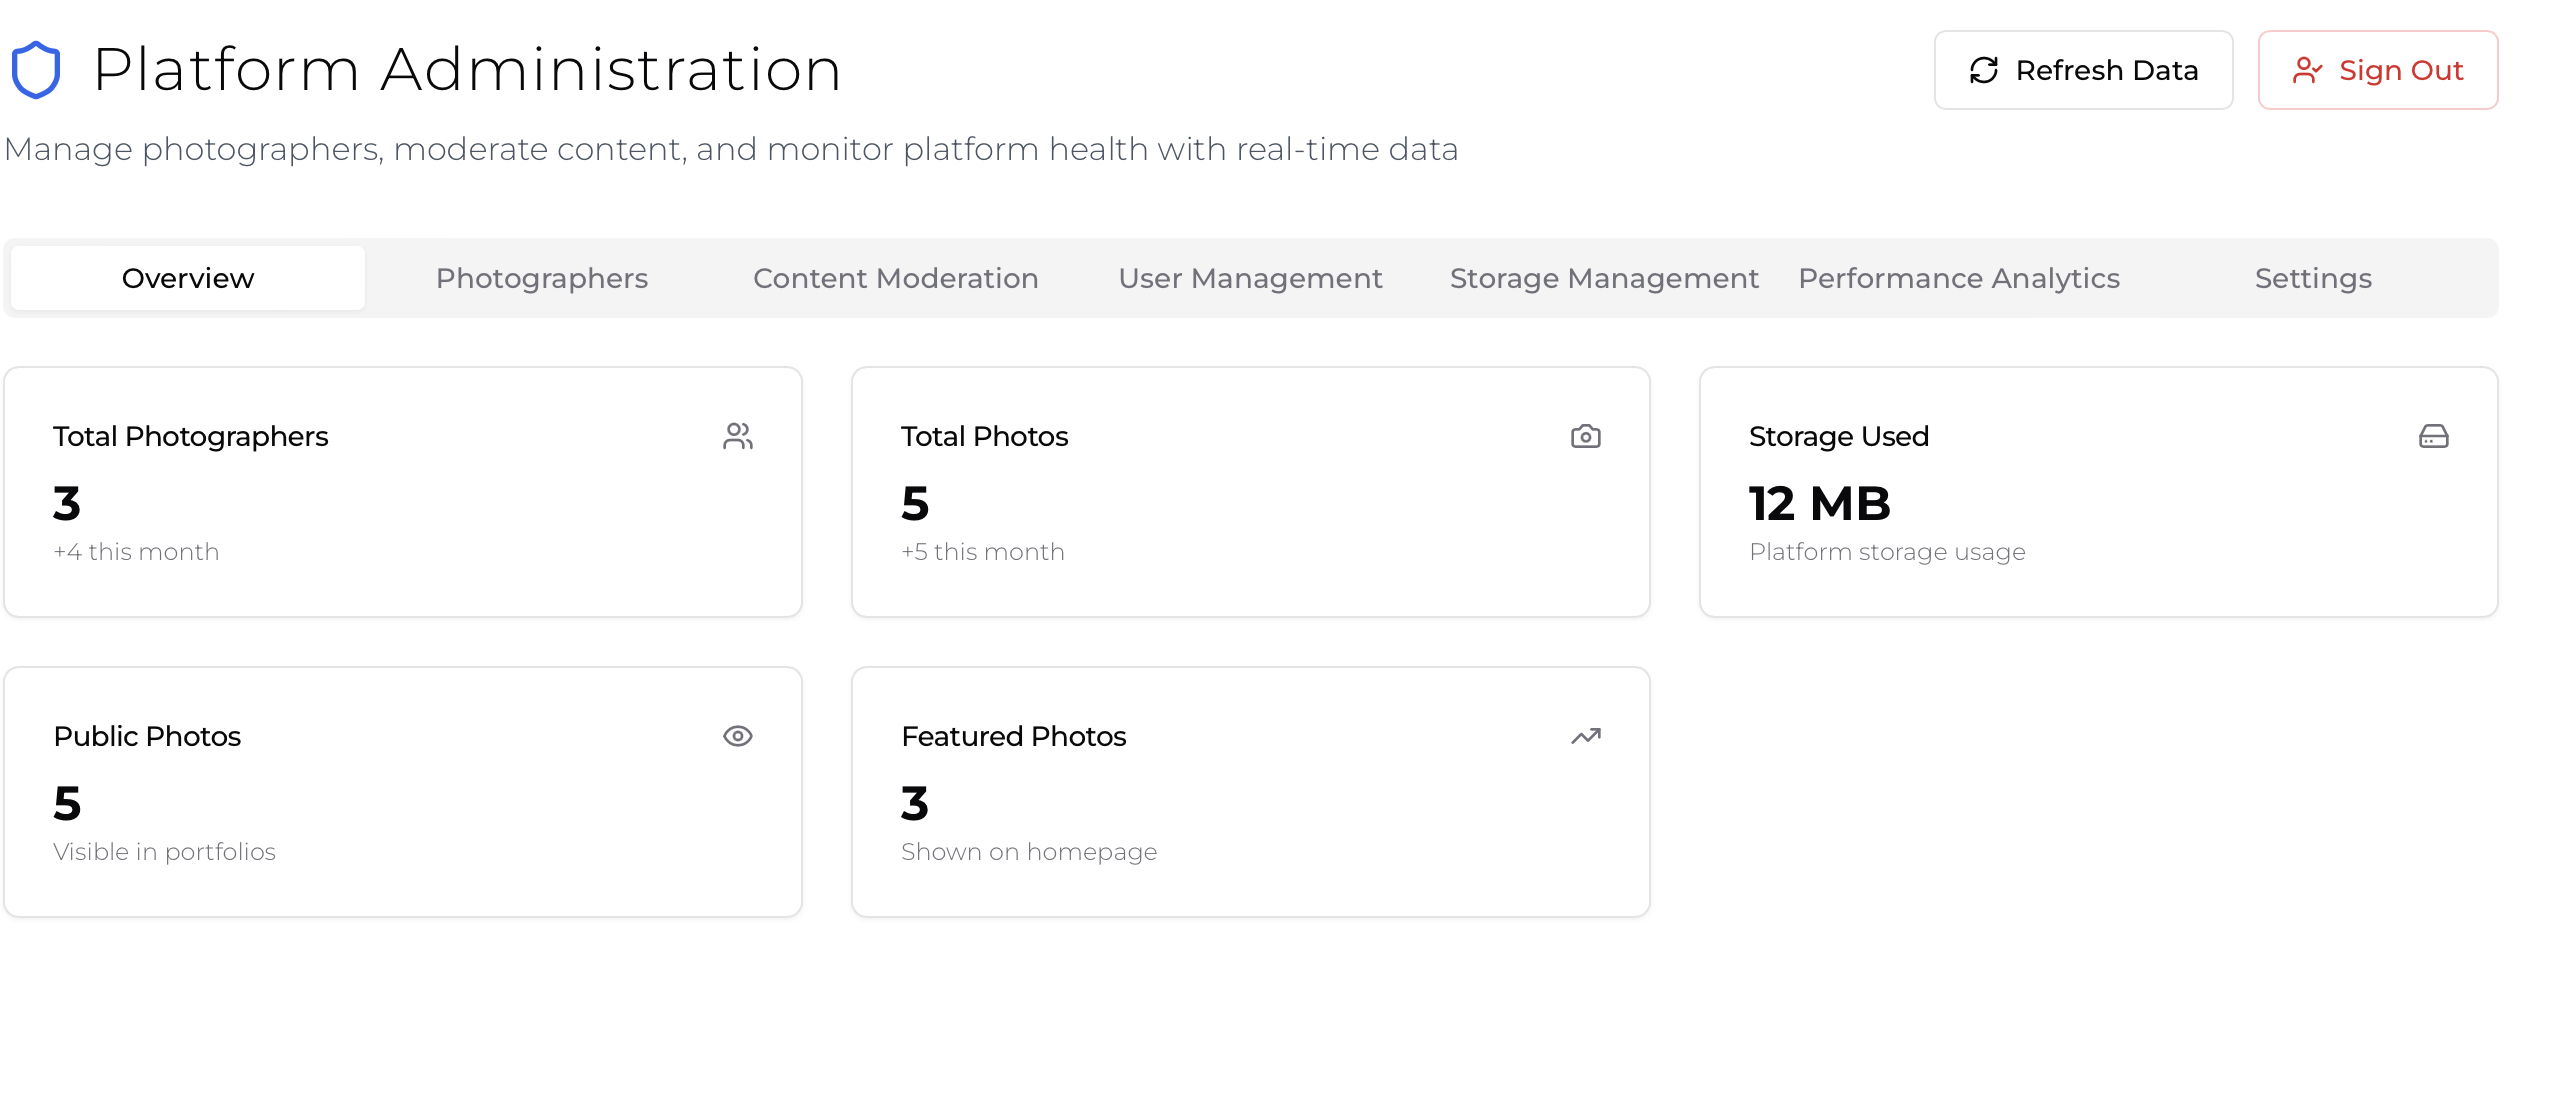 Platform Administration
Refresh Data
Sign Out
Manage photographers, moderate content, and monitor platform health with real-time data
Overview
Photographers
Content Moderation
User Management
Storage Management
Performance Analytics
Settings
Total Photographers
3
+4 this month
Total Photos
5
+5 this month
Storage Used
12 MB
Platform storage usage
Public Photos
5
Visible in portfolios
Featured Photos
3
Shown on homepage